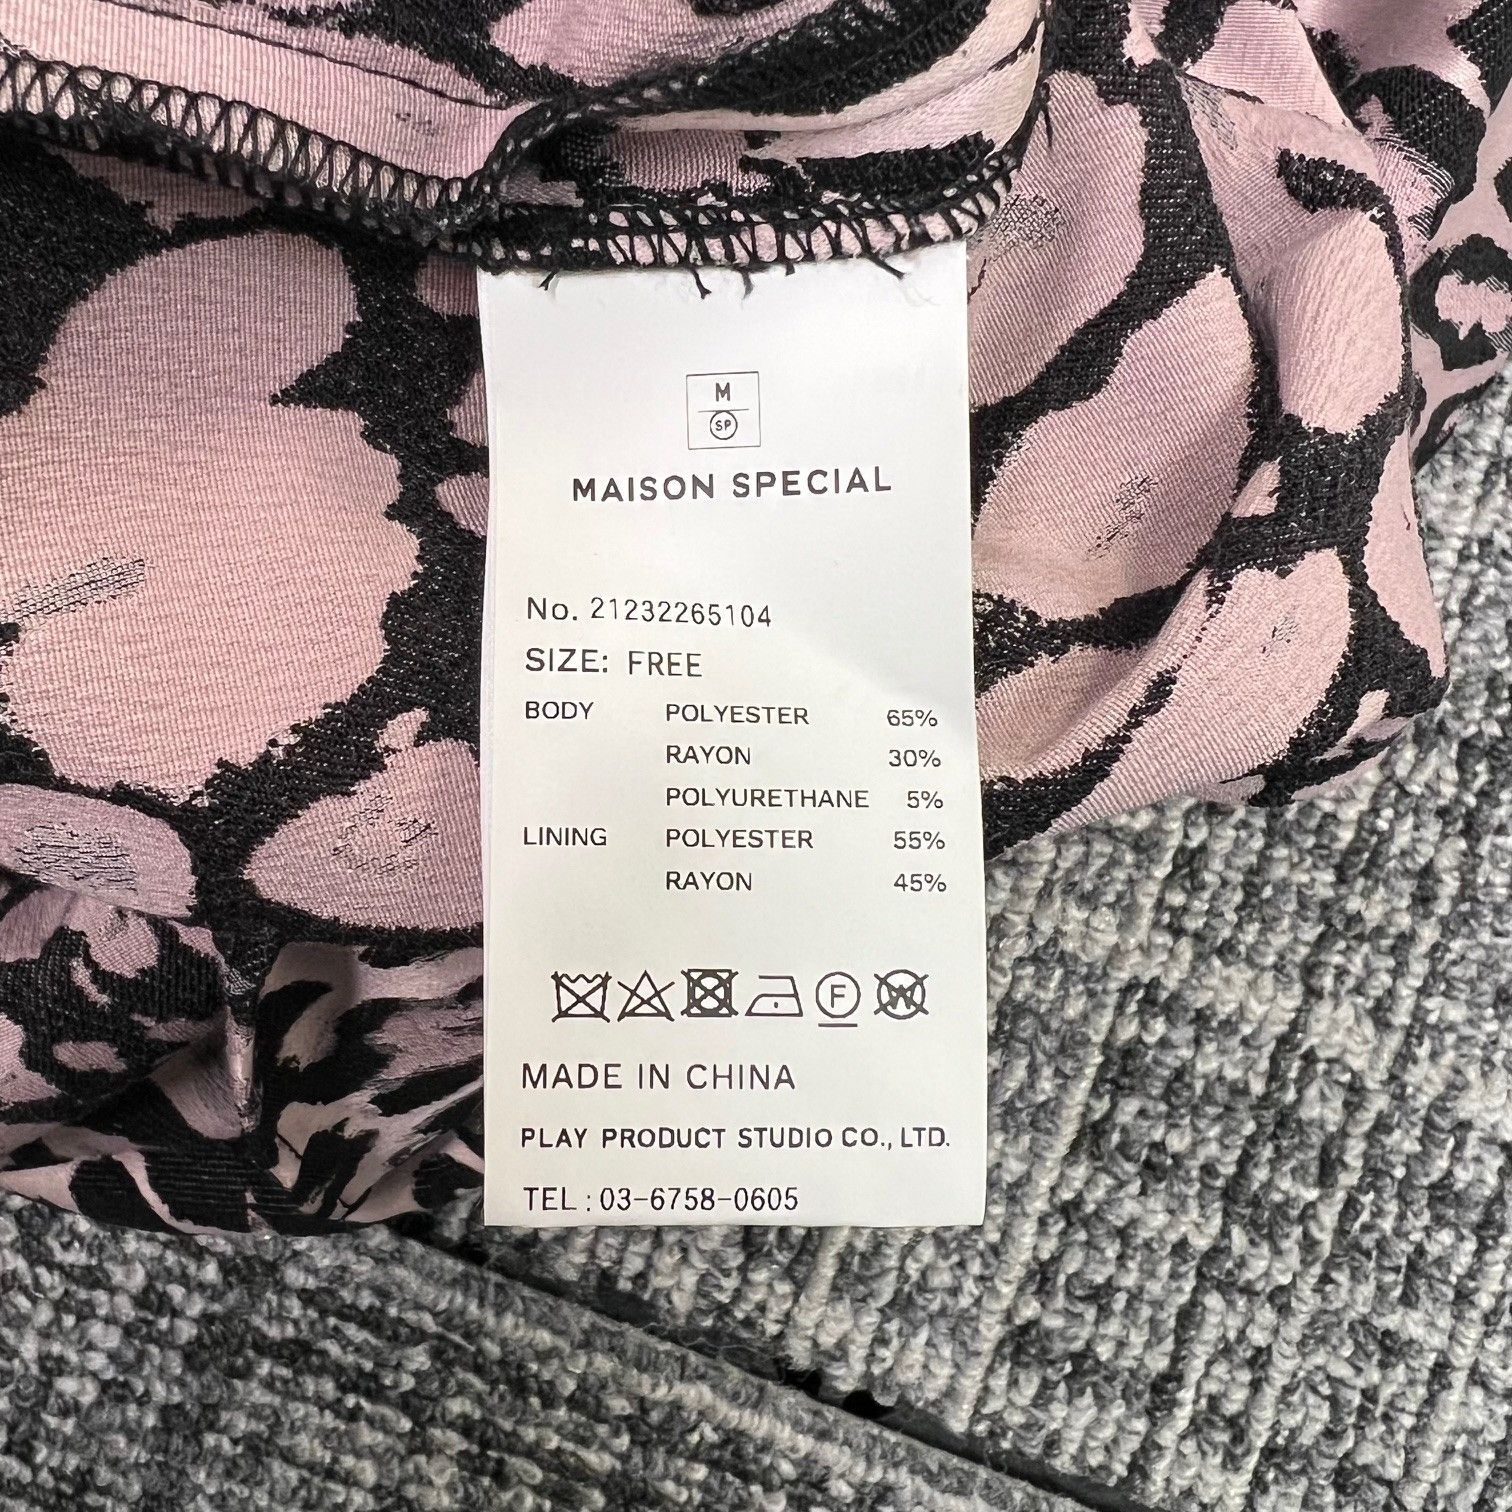 M
SP
MAISON SPECIAL
No. 21232265104
SIZE: FREE
BODY POLYESTER 65%
RAYON 30%
POLYURETHANE 5%
LINING POLYESTER 55%
RAYON 45%
F W
MADE IN CHINA
PLAY PRODUCT STUDIO CO., LTD.
TEL : 03-6758-0605